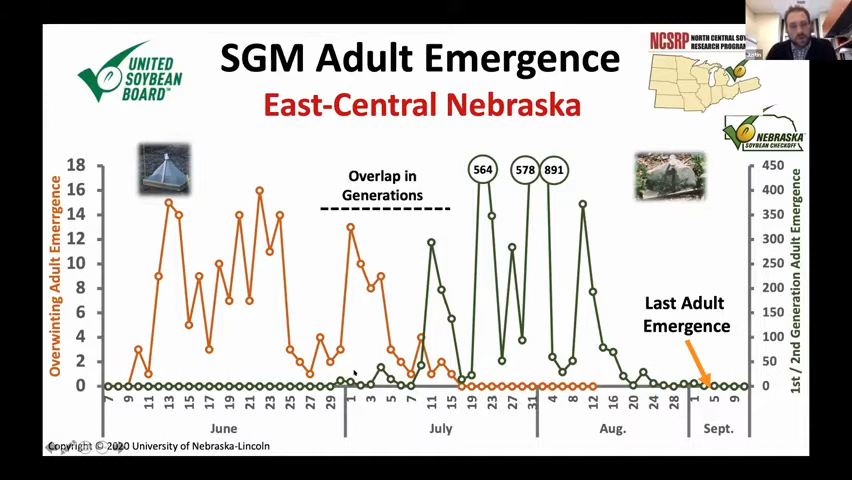 UNITED
SOYBEAN
BOARD™
SGM Adult Emergence
East-Central Nebraska
NCSRP NORTH CENTRAL SOY
RESEARCH PROGRAM
NEBRASKA
SOYBEAN CHECKOFF
Overlap in
Generations
564
578
891
Last Adult
Emergence
Overwinting Adult Emerrgence
18
16
14
12
10
8
6
4
2
0
450
400
350
300
250
200
150
100
50
0
1st / 2nd Generation Adult Emergence
7 9 11 13 15 17 19 21 23 25 27 29 1 3 5 7 11 15 19 23 27 31 4 8 12 16 20 24 28 1 5 9
June July Aug. Sept.
Copyright © 2020 University of Nebraska-Lincoln